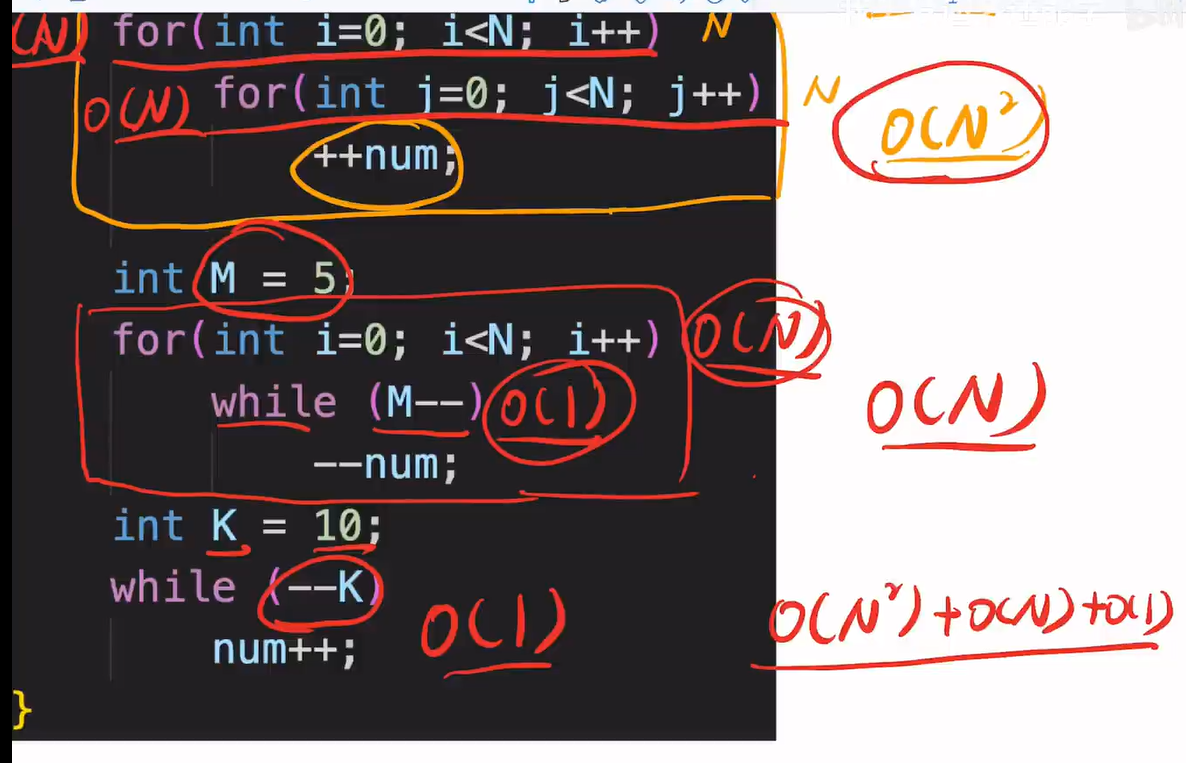 (N) for(int i=0; i<N; i++) N
O(N) for(int j=0; j<N; j++) N O(N²)
++num;
int M = 5;
for(int i=0; i<N; i++) O(N)
while (M--) O(1) O(N)
--num;
int K = 10;
while (--K)
num++; O(1) O(N²)+O(N)+O(1)
}